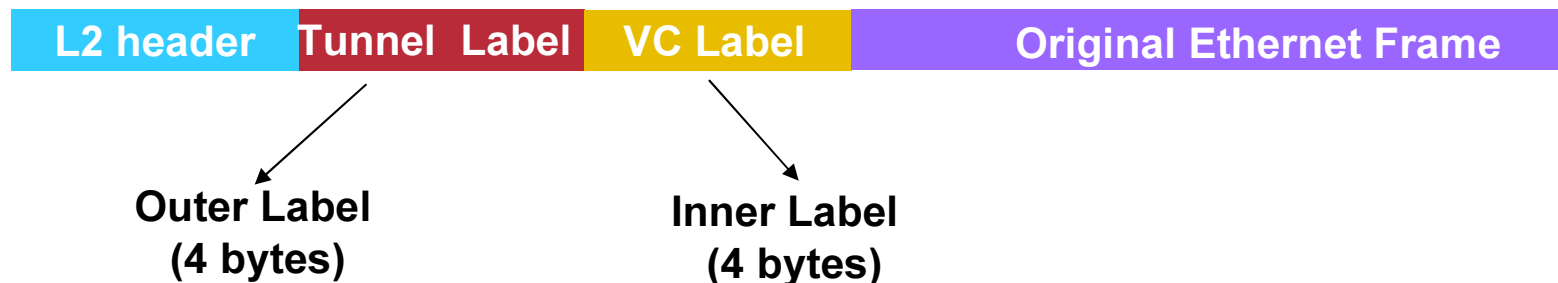 L2 header Tunnel Label VC Label Original Ethernet Frame
Outer Label
(4 bytes)
Inner Label
(4 bytes)